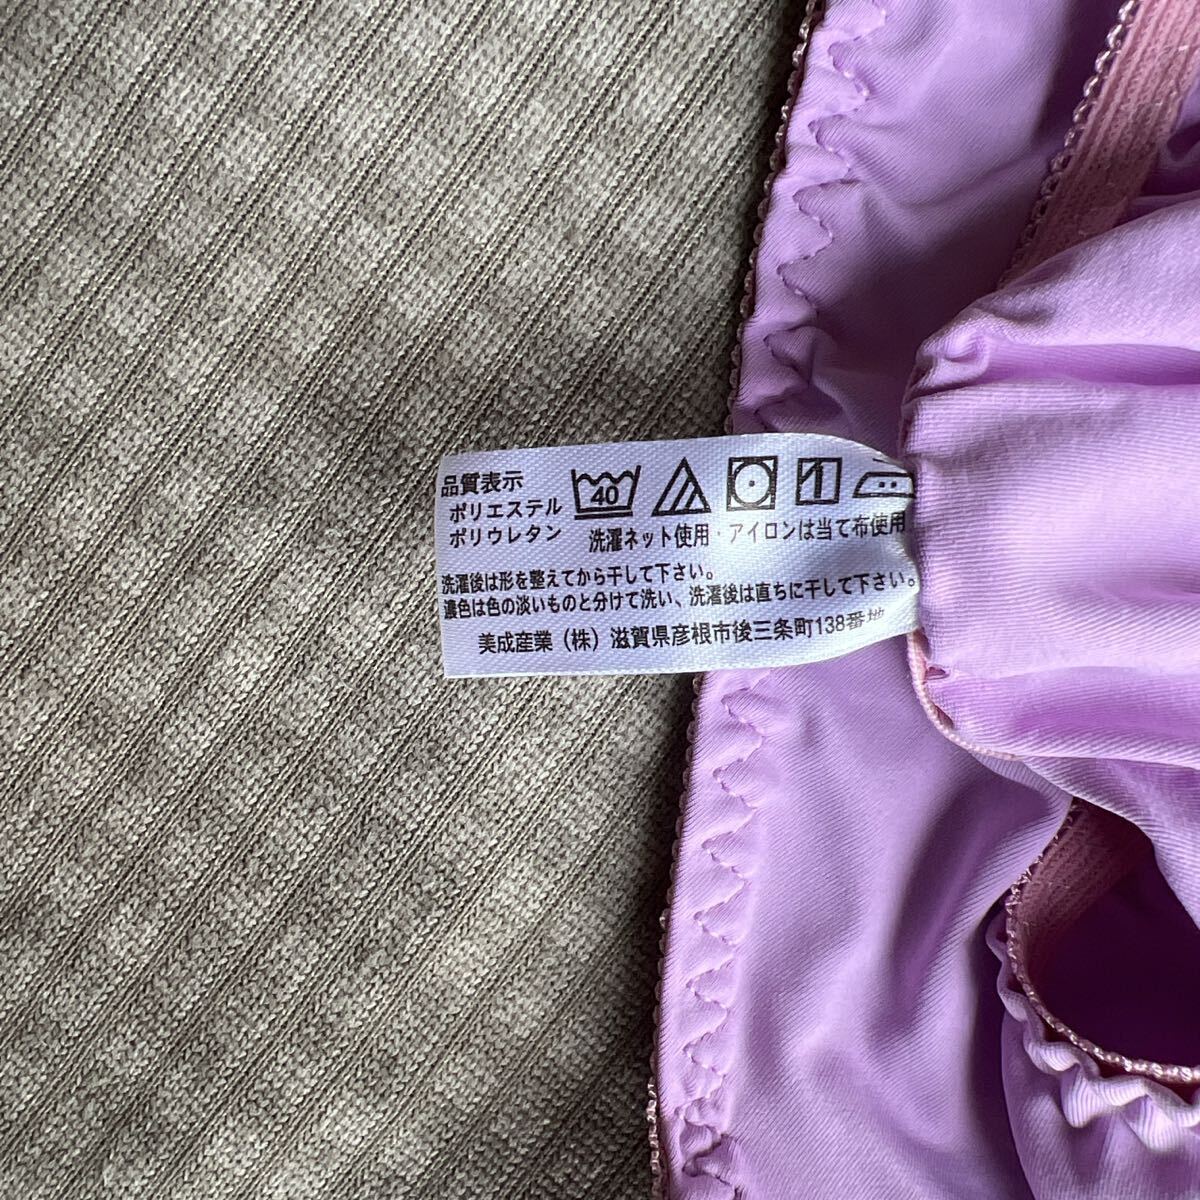 品質表示
ポリエステル
ポリウレタン
40
洗濯ネット使用・アイロンは当て布使用
洗濯後は形を整えてから干して下さい。
濃色は色の淡いものと分けて洗い、洗濯後は直ちに干して下さい。
美成産業(株)滋賀県彦根市後三条町138番地